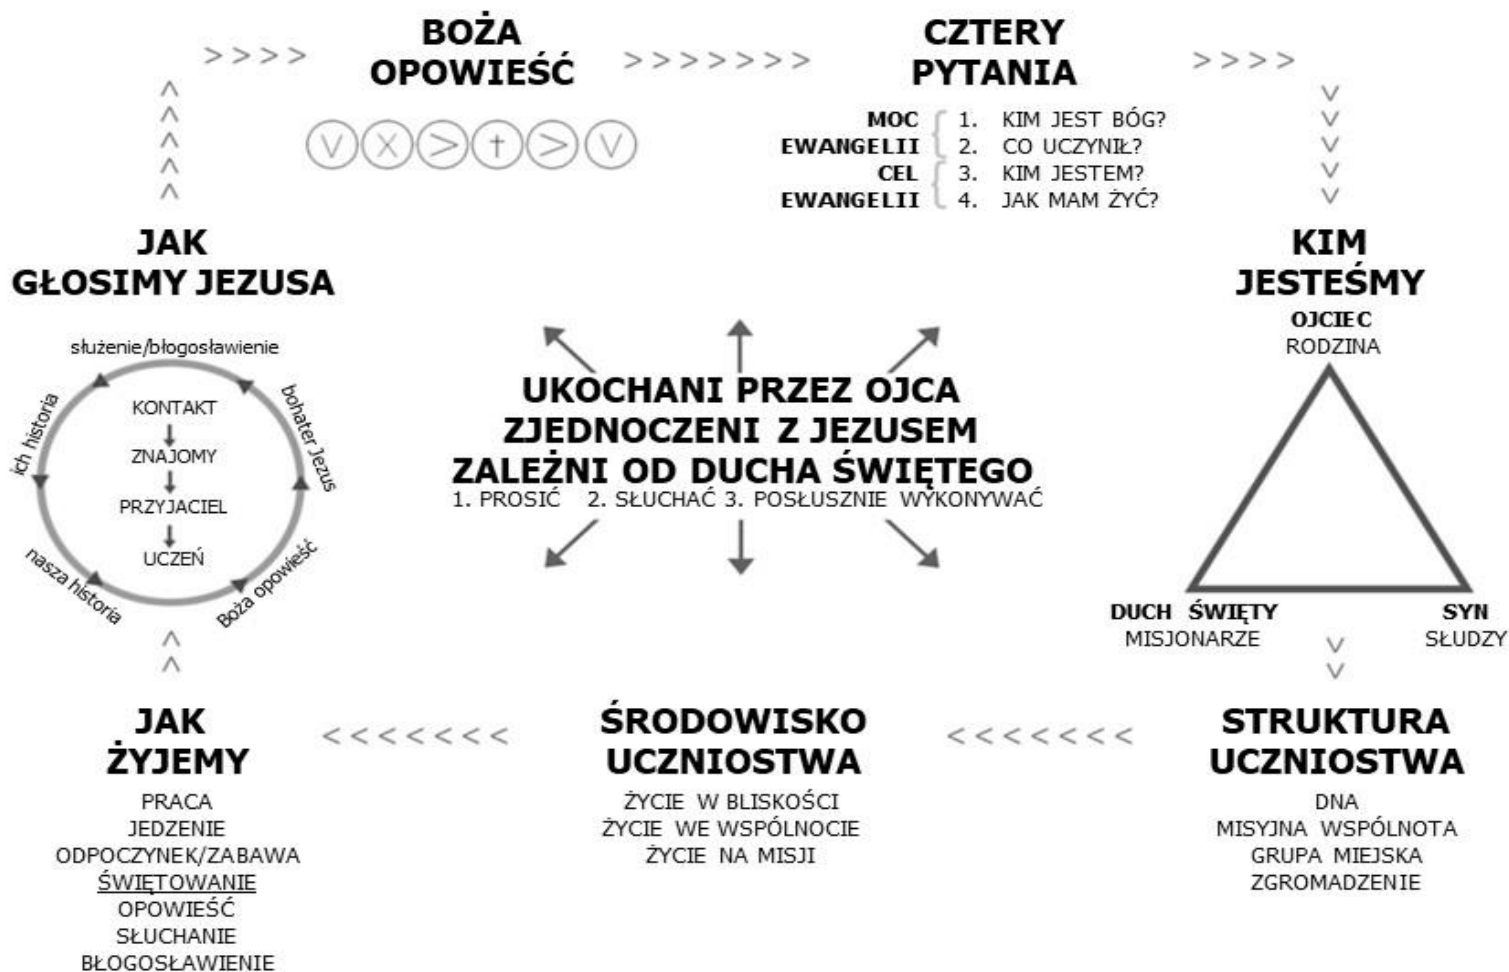 BOŻA
OPOWIEŚĆ
CZTERY
PYTANIA
MOC
EWANGELII
CEL
EWANGELII
1. KIM JEST BÓG?
2. CO UCZYNIŁ?
3. KIM JESTEM?
4. JAK MAM ŻYĆ?
KIM
JESTEŚMY
OJCIEC
RODZINA
DUCH ŚWIĘTY
MISJONARZE
SYN
SŁUDZY
STRUKTURA
UCZNIOSTWA
DNA
MISYJNA WSPÓLNOTA
GRUPA MIEJSKA
ZGROMADZENIE
ŚRODOWISKO
UCZNIOSTWA
ŻYCIE W BLISKOŚCI
ŻYCIE WE WSPÓLNOCIE
ŻYCIE NA MISJI
JAK
ŻYJEMY
PRACA
JEDZENIE
ODPOCZYNEK/ZABAWA
ŚWIĘTOWANIE
OPOWIEŚĆ
SŁUCHANIE
BŁOGOSŁAWIENIE
JAK
GŁOSIMY JEZUSA
służenie/błogosławienie
ich historia
nasza historia
Boża opowieść
bohater Jezus
KONTAKT
ZNAJOMY
PRZYJACIEL
UCZEŃ
UKOCHANI PRZEZ OJCA
ZJEDNOCZENI Z JEZUSEM
ZALEŻNI OD DUCHA ŚWIĘTEGO
1. PROSIĆ 2. SŁUCHAĆ 3. POSŁUSZNIE WYKONYWAĆ